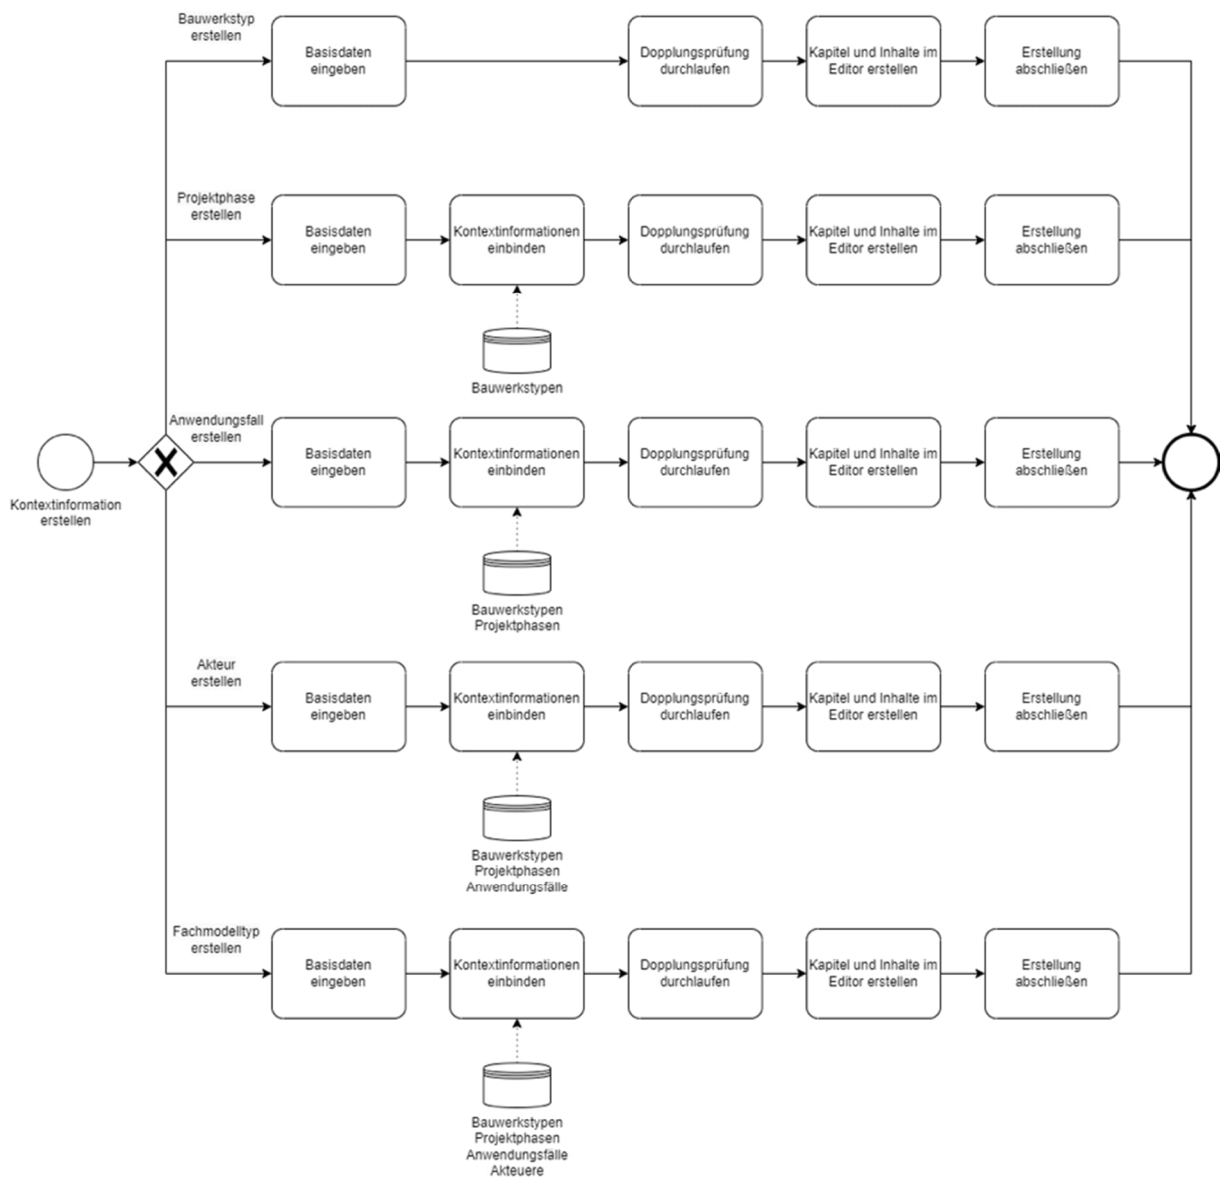 Bauwerkstyp
erstellen
Basisdaten
eingeben
Dopplungsprüfung
durchlaufen
Kapitel und Inhalte im
Editor erstellen
Erstellung
abschließen
Projektphase
erstellen
Basisdaten
eingeben
Kontextinformationen
einbinden
Dopplungsprüfung
durchlaufen
Kapitel und Inhalte im
Editor erstellen
Erstellung
abschließen
Bauwerkstypen
Kontextinformation
erstellen
Anwendungsfall
erstellen
Basisdaten
eingeben
Kontextinformationen
einbinden
Dopplungsprüfung
durchlaufen
Kapitel und Inhalte im
Editor erstellen
Erstellung
abschließen
Bauwerkstypen
Projektphasen
Akteur
erstellen
Basisdaten
eingeben
Kontextinformationen
einbinden
Dopplungsprüfung
durchlaufen
Kapitel und Inhalte im
Editor erstellen
Erstellung
abschließen
Bauwerkstypen
Projektphasen
Anwendungsfälle
Fachmodelltyp
erstellen
Basisdaten
eingeben
Kontextinformationen
einbinden
Dopplungsprüfung
durchlaufen
Kapitel und Inhalte im
Editor erstellen
Erstellung
abschließen
Bauwerkstypen
Projektphasen
Anwendungsfälle
Akteuere